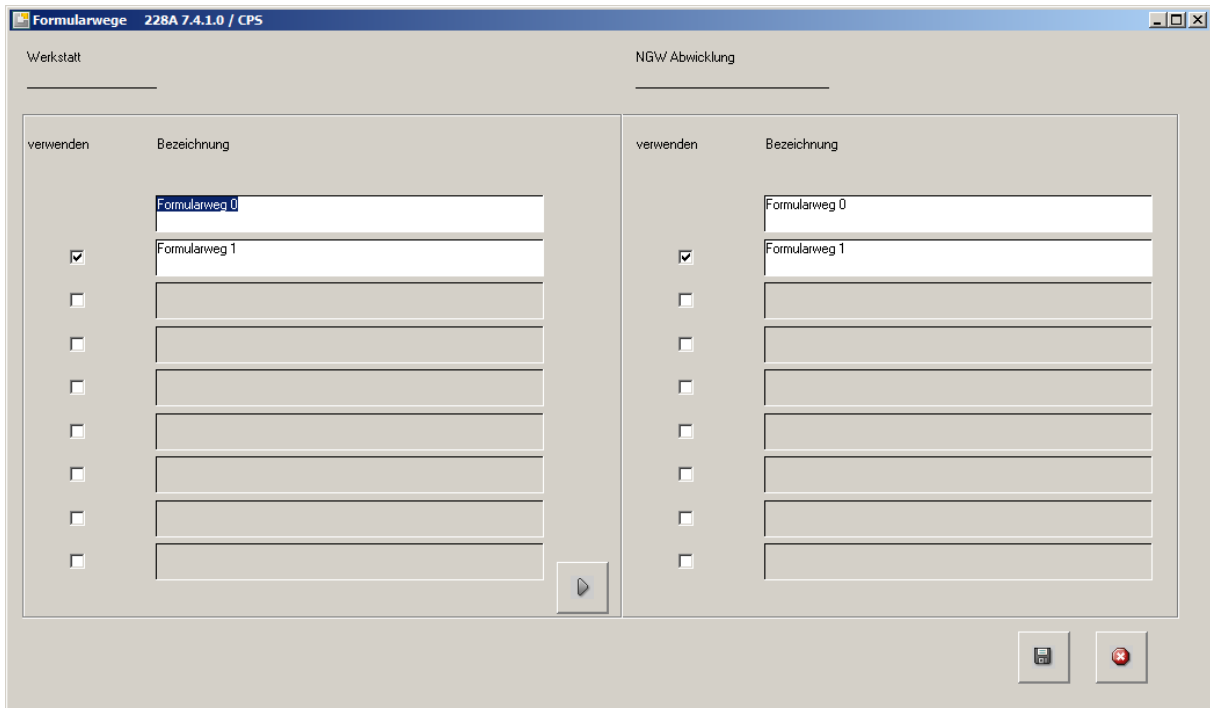 Formularwege 228A 7.4.1.0 / CPS
Werkstatt
NGW Abwicklung
verwenden Bezeichnung
verwenden Bezeichnung
Formularweg 0
Formularweg 0
Formularweg 1
Formularweg 1